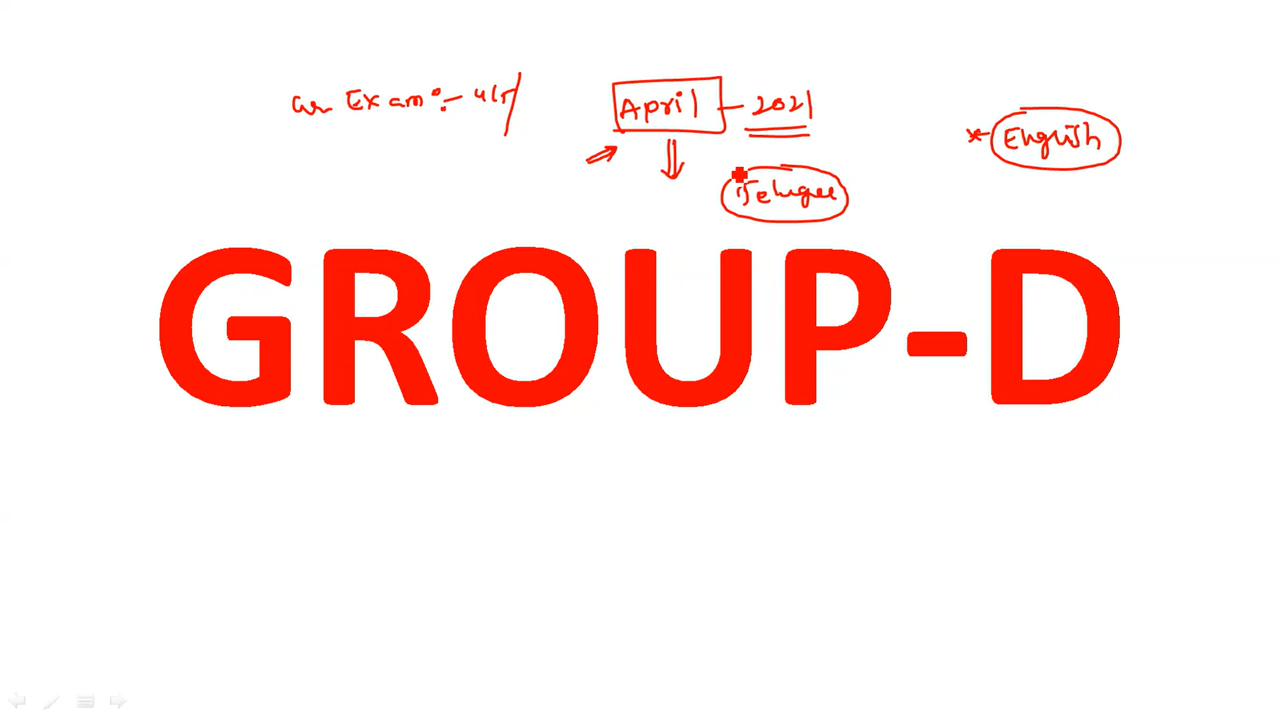 Exam:-
April - 2021
* English
Telugu
GROUP-D